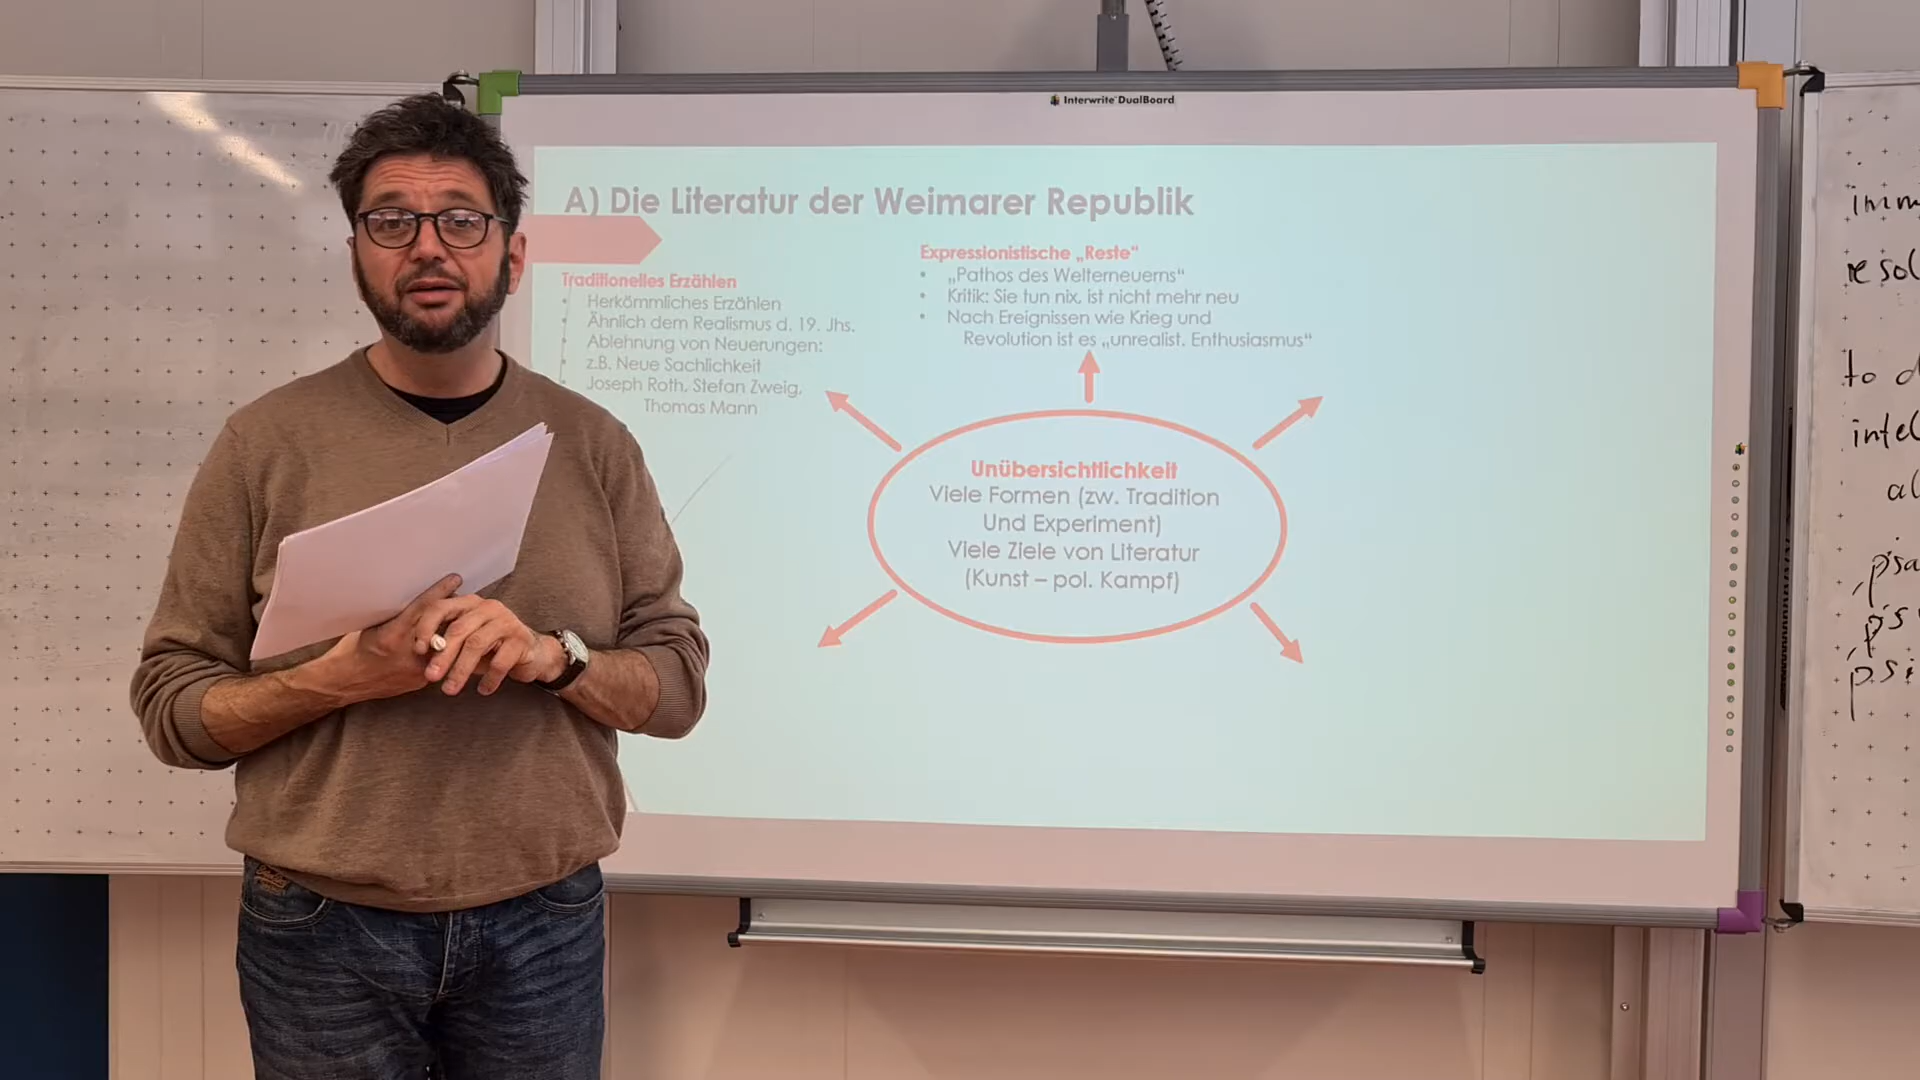 Interwrite DualBoard
A) Die Literatur der Weimarer Republik
Traditionelles Erzählen
• Herkömmliches Erzählen
• Ähnlich dem Realismus d. 19. Jhs.
• Ablehnung von Neuerungen:
• z.B. Neue Sachlichkeit
• Joseph Roth, Stefan Zweig,
Thomas Mann
Expressionistische „Reste“
• „Pathos des Welterneuerns“
• Kritik: Sie tun nix, ist nicht mehr neu
• Nach Ereignissen wie Krieg und
Revolution ist es „unrealist. Enthusiasmus“
Unübersichtlichkeit
Viele Formen (zw. Tradition
Und Experiment)
Viele Ziele von Literatur
(Kunst – pol. Kampf)
to